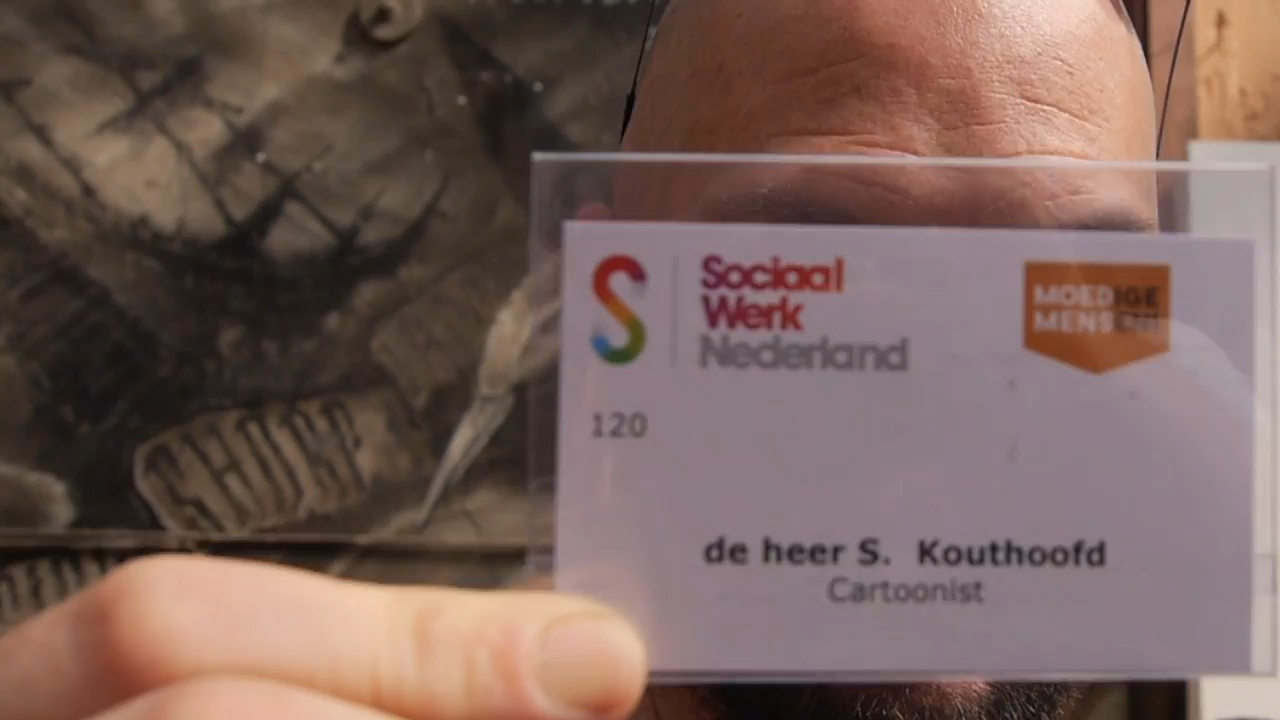 Sociaal
Werk
Nederland
MOEDIGE
MENSEN
120
de heer S. Kouthoofd
Cartoonist